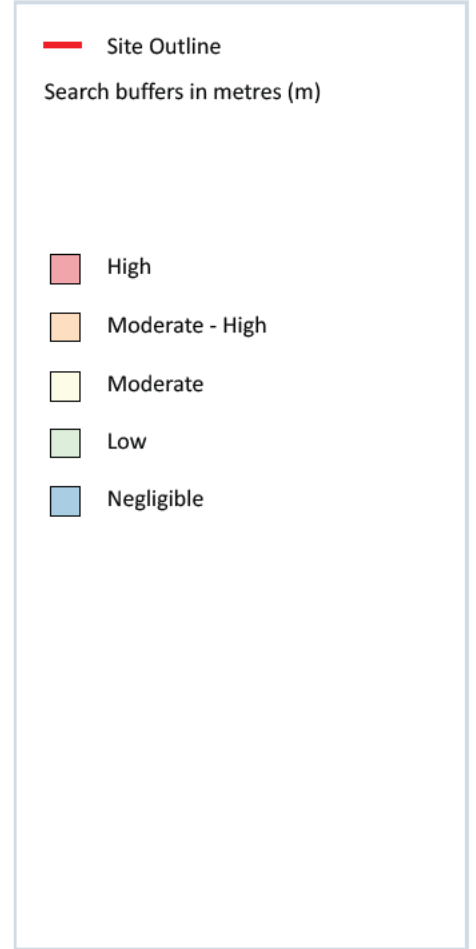 Site Outline
Search buffers in metres (m)
High
Moderate - High
Moderate
Low
Negligible